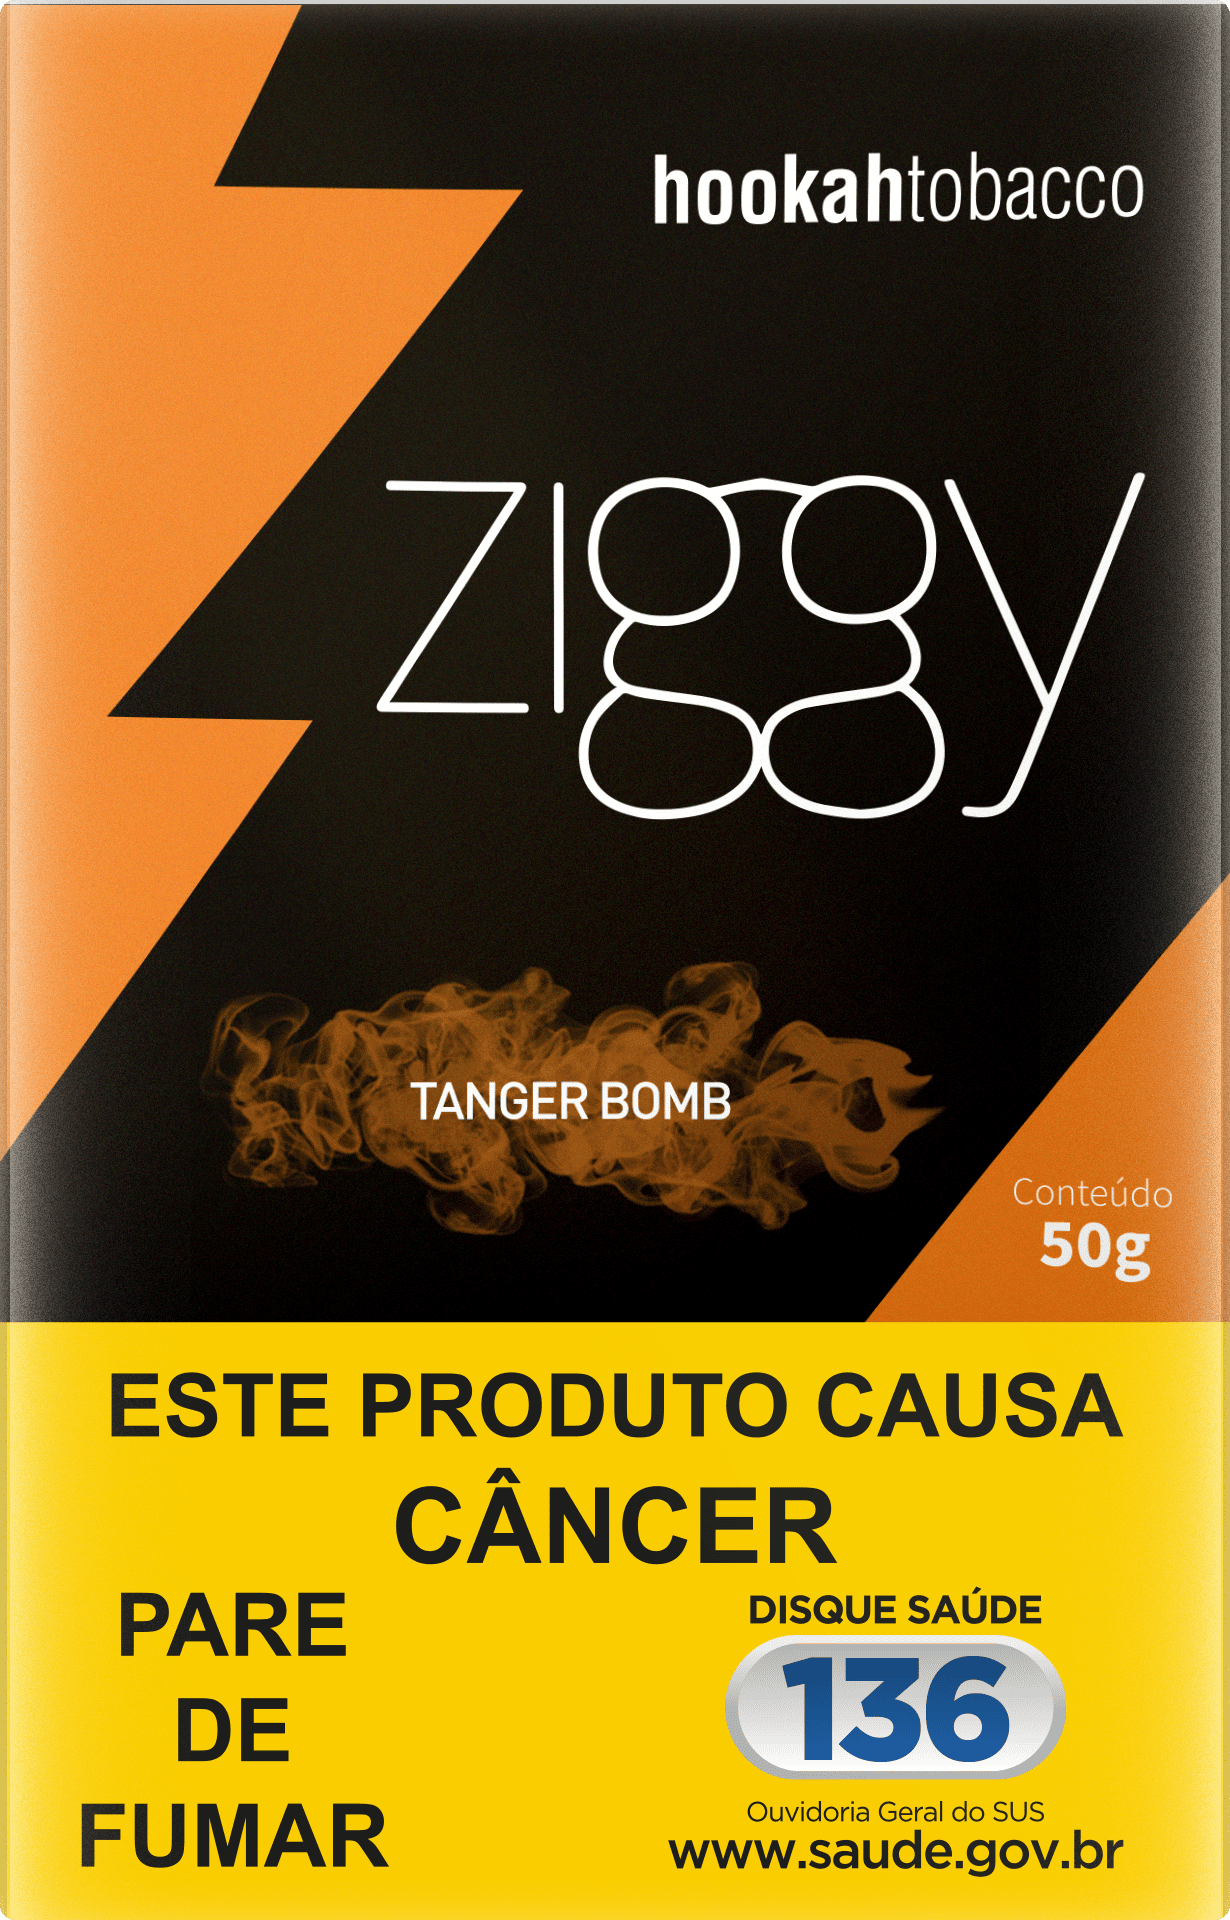 hookahtobacco
ziggy
TANGER BOMB
Conteúdo
50g
ESTE PRODUTO CAUSA
CÂNCER
PARE
DE
FUMAR
DISQUE SAÚDE
136
Ouvidoria Geral do SUS
www.saude.gov.br